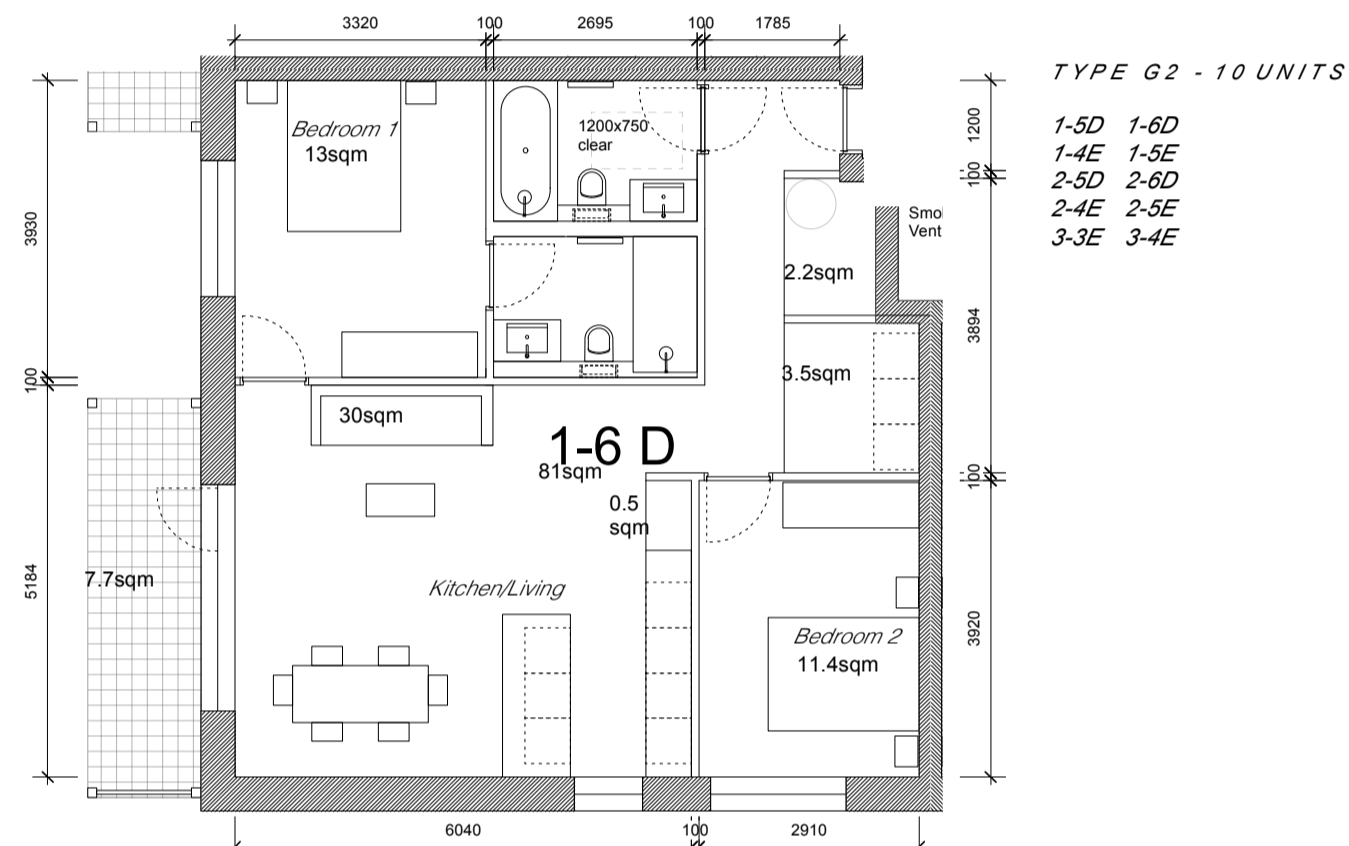 3320 100 2695 100 1785
TYPE G2 - 10 UNITS
1-5D 1-6D
1-4E 1-5E
2-5D 2-6D
2-4E 2-5E
3-3E 3-4E
Bedroom 1
13sqm
1200x750
clear
1200
100
Smo
Vent
3930
2.2sqm
3894
100
3.5sqm
30sqm
1-6 D
81sqm
0.5
sqm
100
5184
7.7sqm
Kitchen/Living
Bedroom 2
11.4sqm
3920
6040 100 2910